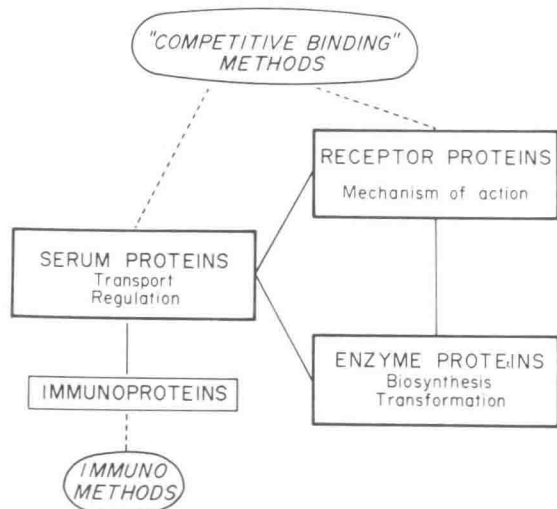 "COMPETITIVE BINDING"
METHODS
RECEPTOR PROTEINS
Mechanism of action
SERUM PROTEINS
Transport
Regulation
ENZYME PROTEINS
Biosynthesis
Transformation
IMMUNOPROTEINS
IMMUNO
METHODS